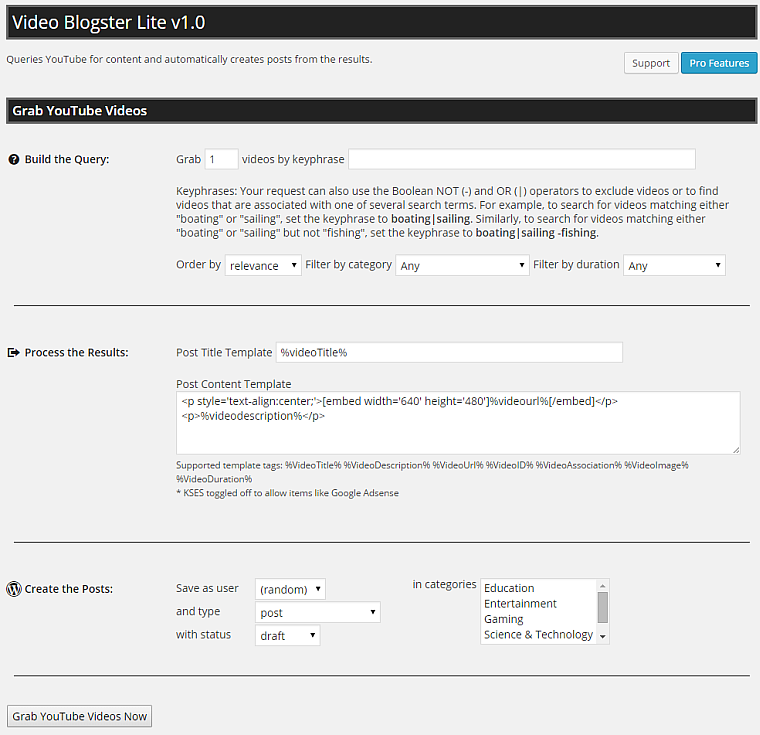 Video Blogster Lite v1.0
Queries YouTube for content and automatically creates posts from the results.
Support
Pro Features
Grab YouTube Videos
Build the Query:
Grab 1 videos by keyphrase
Keyphrases: Your request can also use the Boolean NOT (-) and OR (|) operators to exclude videos or to find
videos that are associated with one of several search terms. For example, to search for videos matching either
"boating" or "sailing", set the keyphrase to boating|sailing. Similarly, to search for videos matching either
"boating" or "sailing" but not "fishing", set the keyphrase to boating|sailing -fishing.
Order by relevance Filter by category Any Filter by duration Any
Process the Results:
Post Title Template %videoTitle%
Post Content Template
<p style='text-align:center;'>[embed width='640' height='480']%videourl%[/embed]</p>
<p>%videodescription%</p>
Supported template tags: %VideoTitle% %VideoDescription% %VideoUrl% %VideoID% %VideoAssociation% %VideoImage%
%VideoDuration%
* KSES toggled off to allow items like Google Adsense
Create the Posts:
Save as user (random)
and type post
with status draft
in categories
Education
Entertainment
Gaming
Science & Technology
Grab YouTube Videos Now